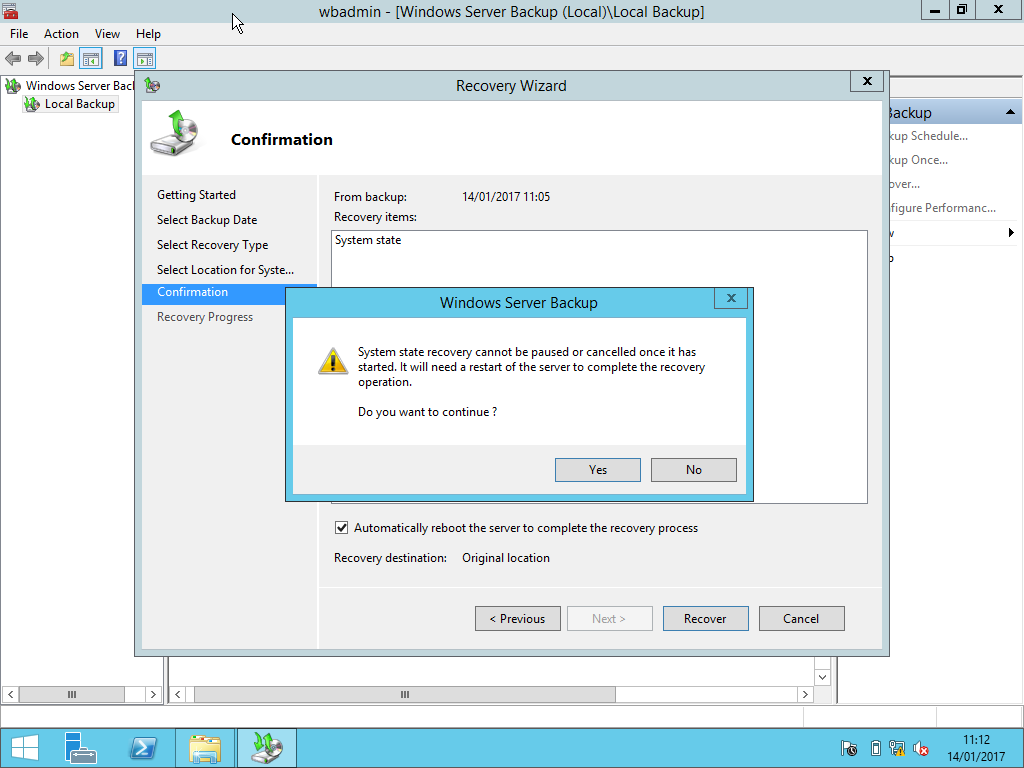 wbadmin - [Windows Server Backup (Local)\Local Backup]
File Action View Help
Windows Server Bac
Local Backup
Recovery Wizard
Confirmation
Getting Started
Select Backup Date
Select Recovery Type
Select Location for Syste...
Confirmation
Recovery Progress
From backup: 14/01/2017 11:05
Recovery items:
System state
Windows Server Backup
System state recovery cannot be paused or cancelled once it has
started. It will need a restart of the server to complete the recovery
operation.
Do you want to continue ?
Yes No
Automatically reboot the server to complete the recovery process
Recovery destination: Original location
< Previous Next > Recover Cancel
Backup
kup Schedule...
kup Once...
over...
figure Performanc...
w
p
11:12
14/01/2017